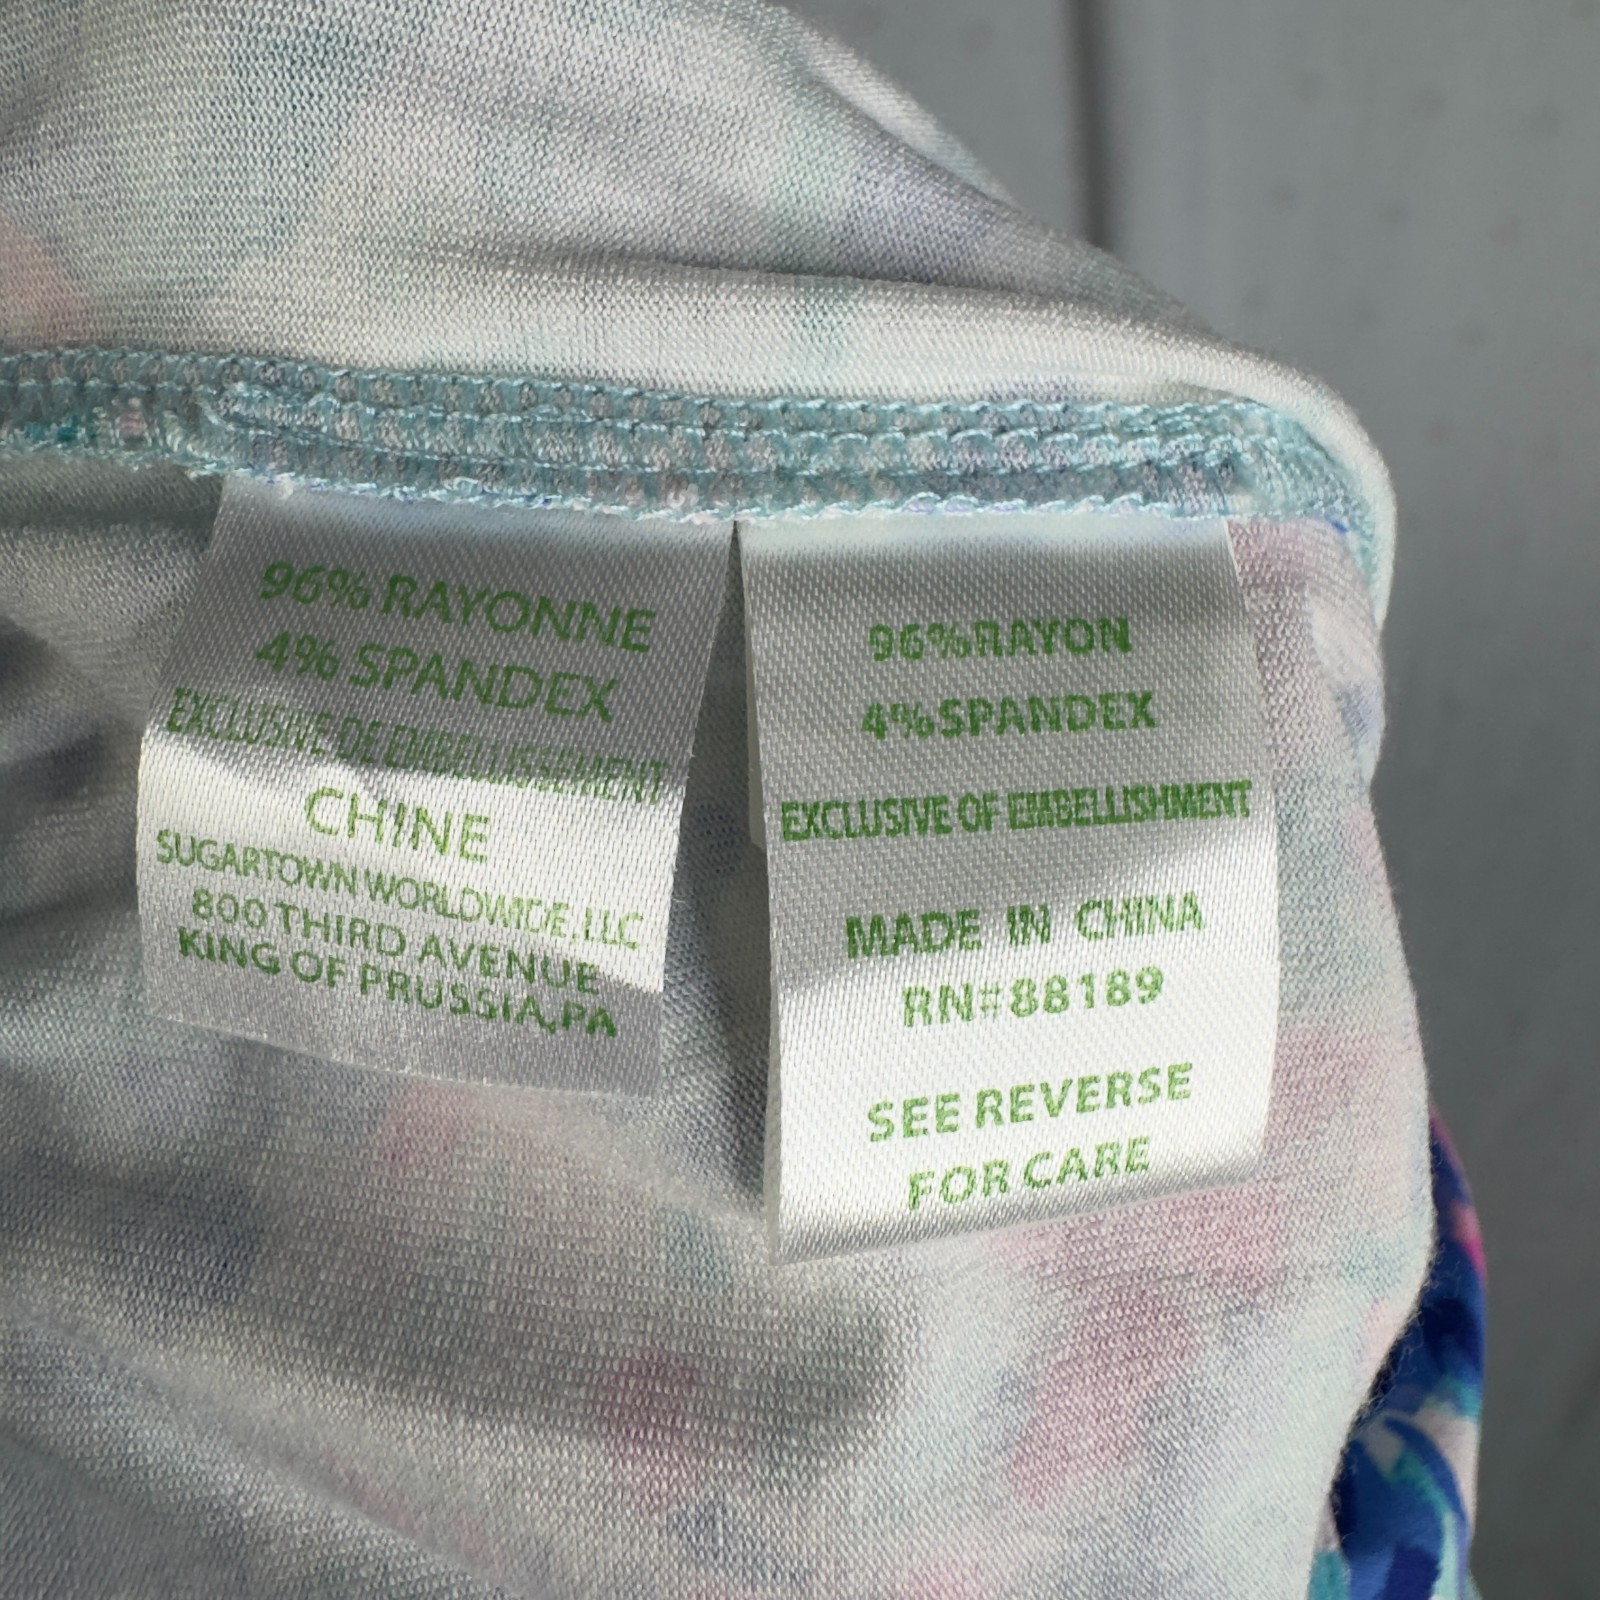 96% RAYONNE
4% SPANDEX
EXCLUSIVE DE EMBELLISSEMENT
CHINE
SUGARTOWN WORLDWIDE, LLC
800 THIRD AVENUE
KING OF PRUSSIA, PA
96%RAYON
4%SPANDEX
EXCLUSIVE OF EMBELLISHMENT
MADE IN CHINA
RN#88189
SEE REVERSE
FOR CARE